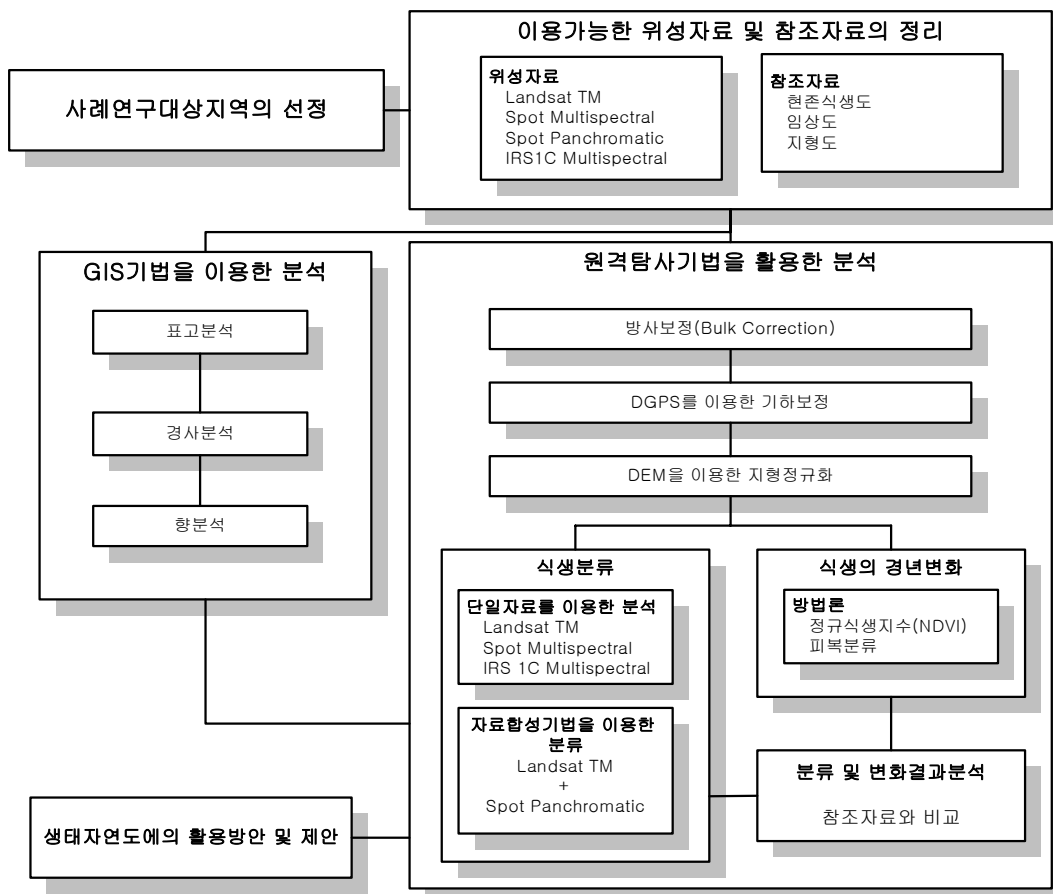 이용가능한 위성자료 및 참조자료의 정리
사례연구대상지역의 선정
위성자료
Landsat TM
Spot Multispectral
Spot Panchromatic
IRS1C Multispectral
참조자료
현존식생도
임상도
지형도
GIS기법을 이용한 분석
표고분석
경사분석
향분석
원격탐사기법을 활용한 분석
방사보정(Bulk Correction)
DGPS를 이용한 기하보정
DEM을 이용한 지형정규화
식생분류
단일자료를 이용한 분석
Landsat TM
Spot Multispectral
IRS 1C Multispectral
자료합성기법을 이용한
분류
Landsat TM
+
Spot Panchromatic
식생의 경년변화
방법론
정규식생지수(NDVI)
피복분류
분류 및 변화결과분석
참조자료와 비교
생태자연도에의 활용방안 및 제안